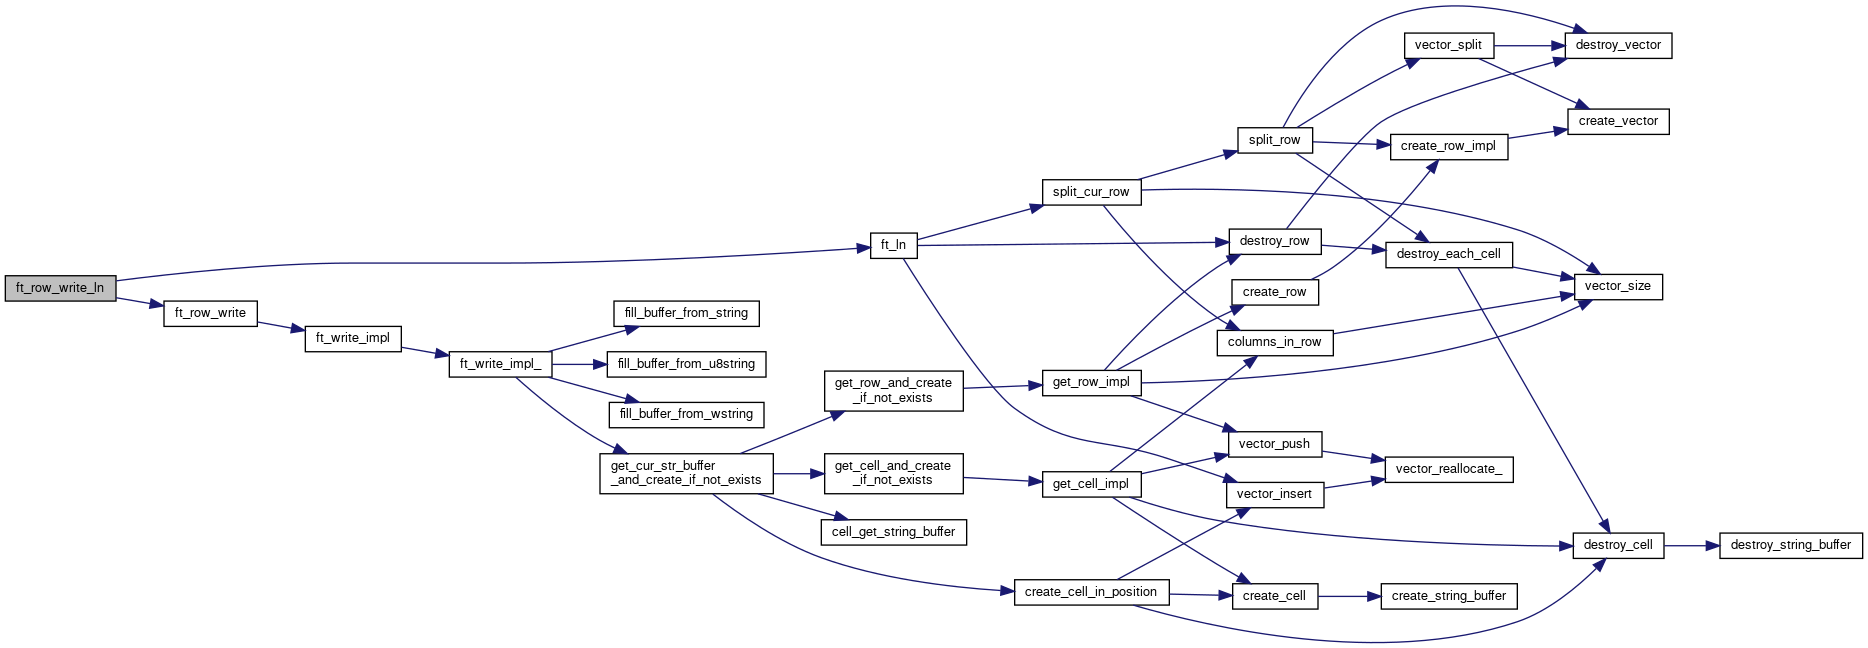 ft_row_write_ln
ft_row_write
ft_write_impl
ft_write_impl_
fill_buffer_from_string
fill_buffer_from_u8string
fill_buffer_from_wstring
get_cur_str_buffer
_and_create_if_not_exists
ft_ln
get_row_and_create
_if_not_exists
get_cell_and_create
_if_not_exists
cell_get_string_buffer
split_cur_row
get_row_impl
get_cell_impl
create_cell_in_position
split_row
destroy_row
create_row
columns_in_row
vector_push
vector_insert
create_cell
vector_split
create_row_impl
destroy_each_cell
vector_reallocate_
create_string_buffer
destroy_vector
create_vector
vector_size
destroy_cell
destroy_string_buffer